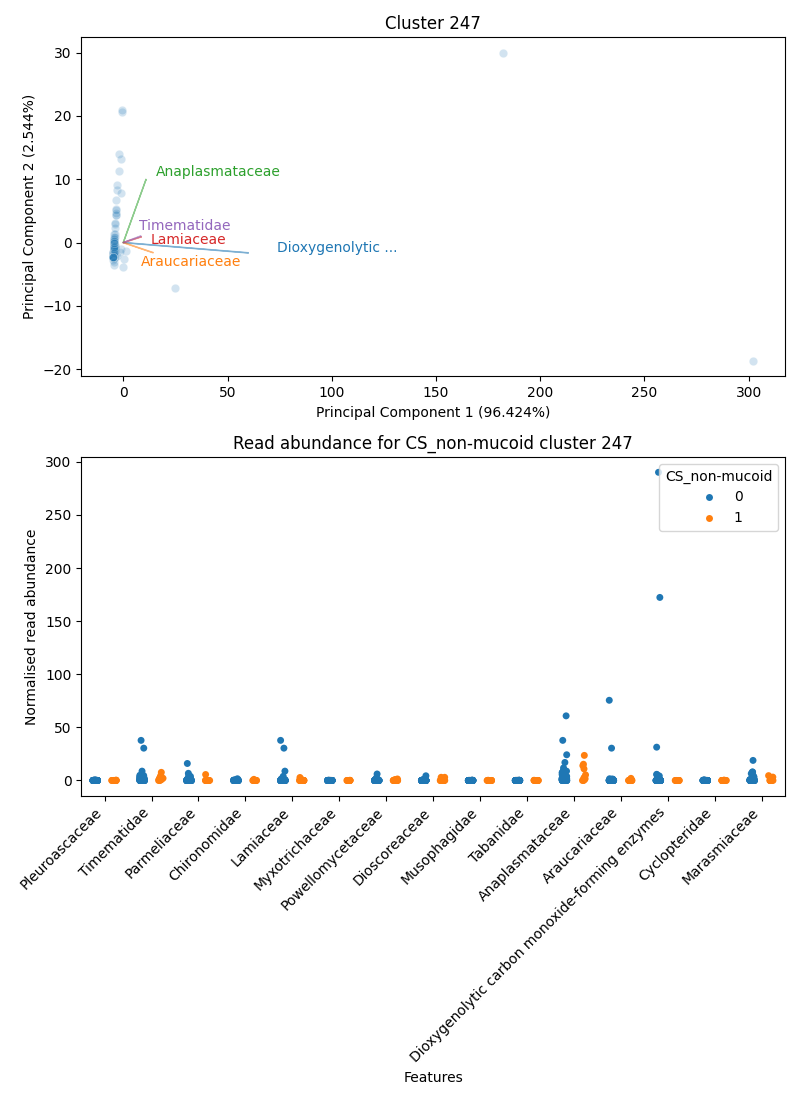 Cluster 247
30
20
10
0
−10
−20
Principal Component 2 (2.544%)
Anaplasmataceae
Timematidae
Lamiaceae
Dioxygenolytic ...
Araucariaceae
0 50 100 150 200 250 300
Principal Component 1 (96.424%)
Read abundance for CS_non-mucoid cluster 247
300
250
200
150
100
50
0
Normalised read abundance
CS_non-mucoid
0
1
Pleuroascaceae
Timematidae
Parmeliaceae
Chironomidae
Lamiaceae
Myxotrichaceae
Powellomycetaceae
Dioscoreaceae
Musophagidae
Tabanidae
Anaplasmataceae
Araucariaceae
Dioxygenolytic carbon monoxide-forming enzymes
Cyclopteridae
Marasmiaceae
Features